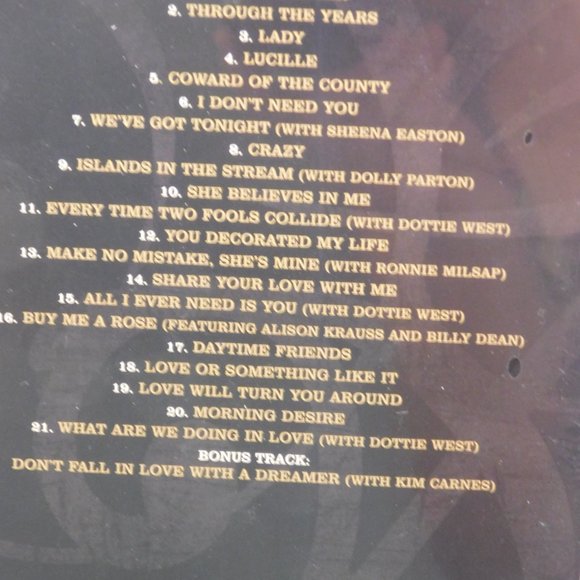 2. THROUGH THE YEARS
3. LADY
4. LUCILLE
5. COWARD OF THE COUNTY
6. I DON'T NEED YOU
7. WE'VE GOT TONIGHT (WITH SHEENA EASTON)
8. CRAZY
9. ISLANDS IN THE STREAM (WITH DOLLY PARTON)
10. SHE BELIEVES IN ME
11. EVERY TIME TWO FOOLS COLLIDE (WITH DOTTIE WEST)
12. YOU DECORATED MY LIFE
13. MAKE NO MISTAKE, SHE'S MINE (WITH RONNIE MILSAP)
14. SHARE YOUR LOVE WITH ME
15. ALL I EVER NEED IS YOU (WITH DOTTIE WEST)
16. BUY ME A ROSE (FEATURING ALISON KRAUSS AND BILLY DEAN)
17. DAYTIME FRIENDS
18. LOVE OR SOMETHING LIKE IT
19. LOVE WILL TURN YOU AROUND
20. MORNING DESIRE
21. WHAT ARE WE DOING IN LOVE (WITH DOTTIE WEST)
BONUS TRACK:
DON'T FALL IN LOVE WITH A DREAMER (WITH KIM CARNES)